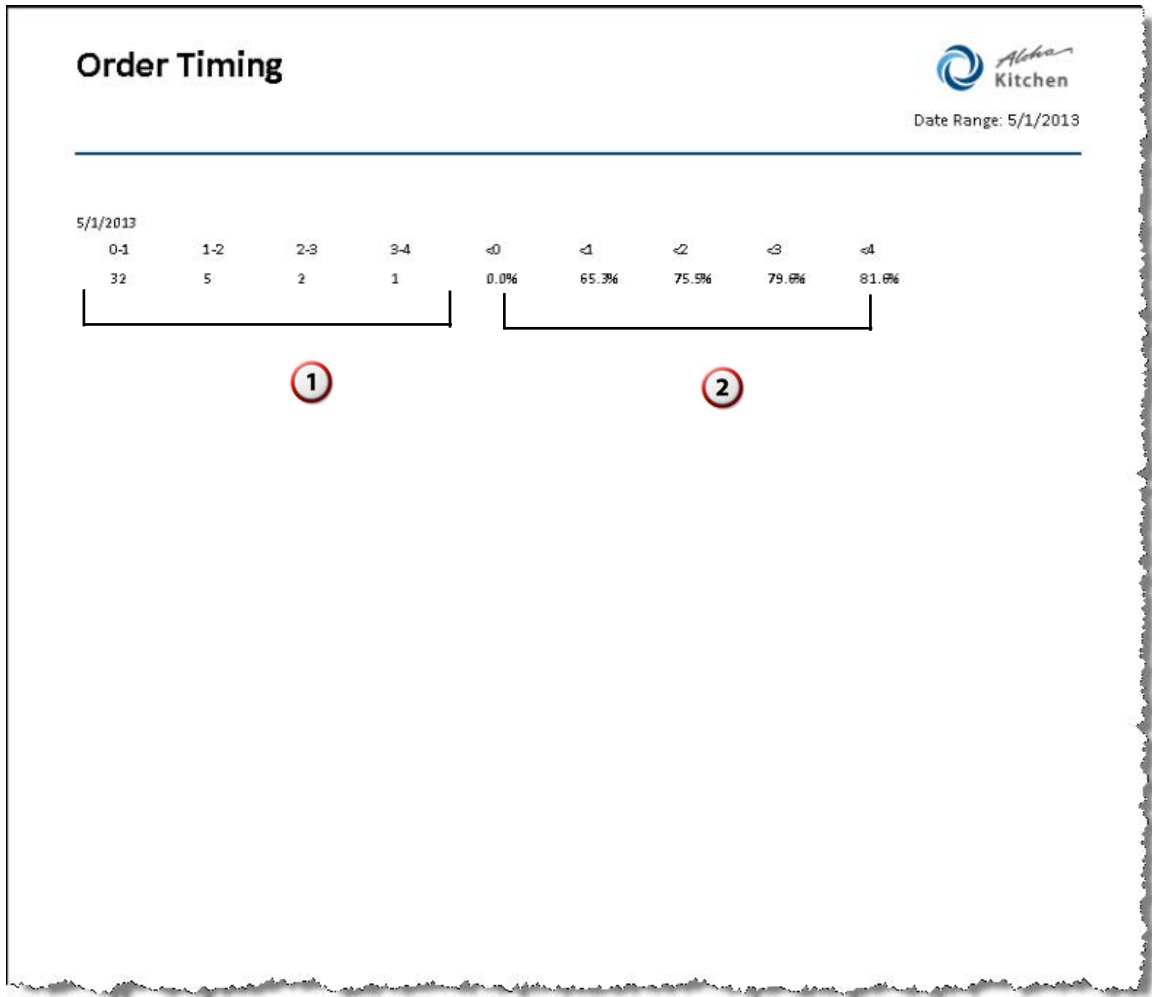 Order Timing
Aloha
Kitchen
Date Range: 5/1/2013
5/1/2013
0-1 1-2 2-3 3-4 <0 <1 <2 <3 <4
32 5 2 1 0.0% 65.3% 75.5% 79.6% 81.6%
1 2